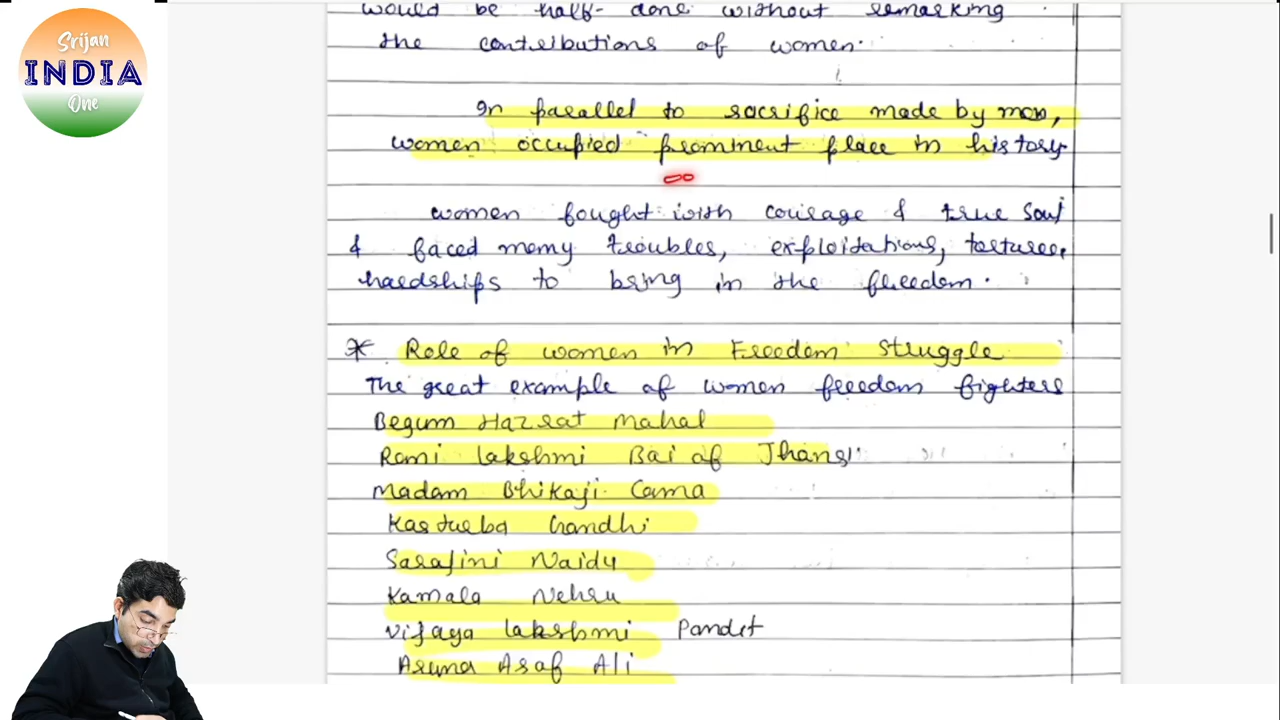 Srijan
INDIA
One
would be half-done without remarking
the contributions of women.
In parallel to sacrifice made by men,
women occupied prominent place in history
women fought with courage & true soul
& faced many troubles, exploitations, tortures,
hardships to bring in the freedom.
* Role of women in Freedom Struggle
The great example of women freedom fighters
Begum Hazrat Mahal
Rani Lakshmi Bai of Jhansi
Madam Bhikaji Cama
Kasturba Gandhi
Sarojini Naidu
Kamala Nehru
Vijaya Lakshmi Pandit
Aruna Asaf Ali